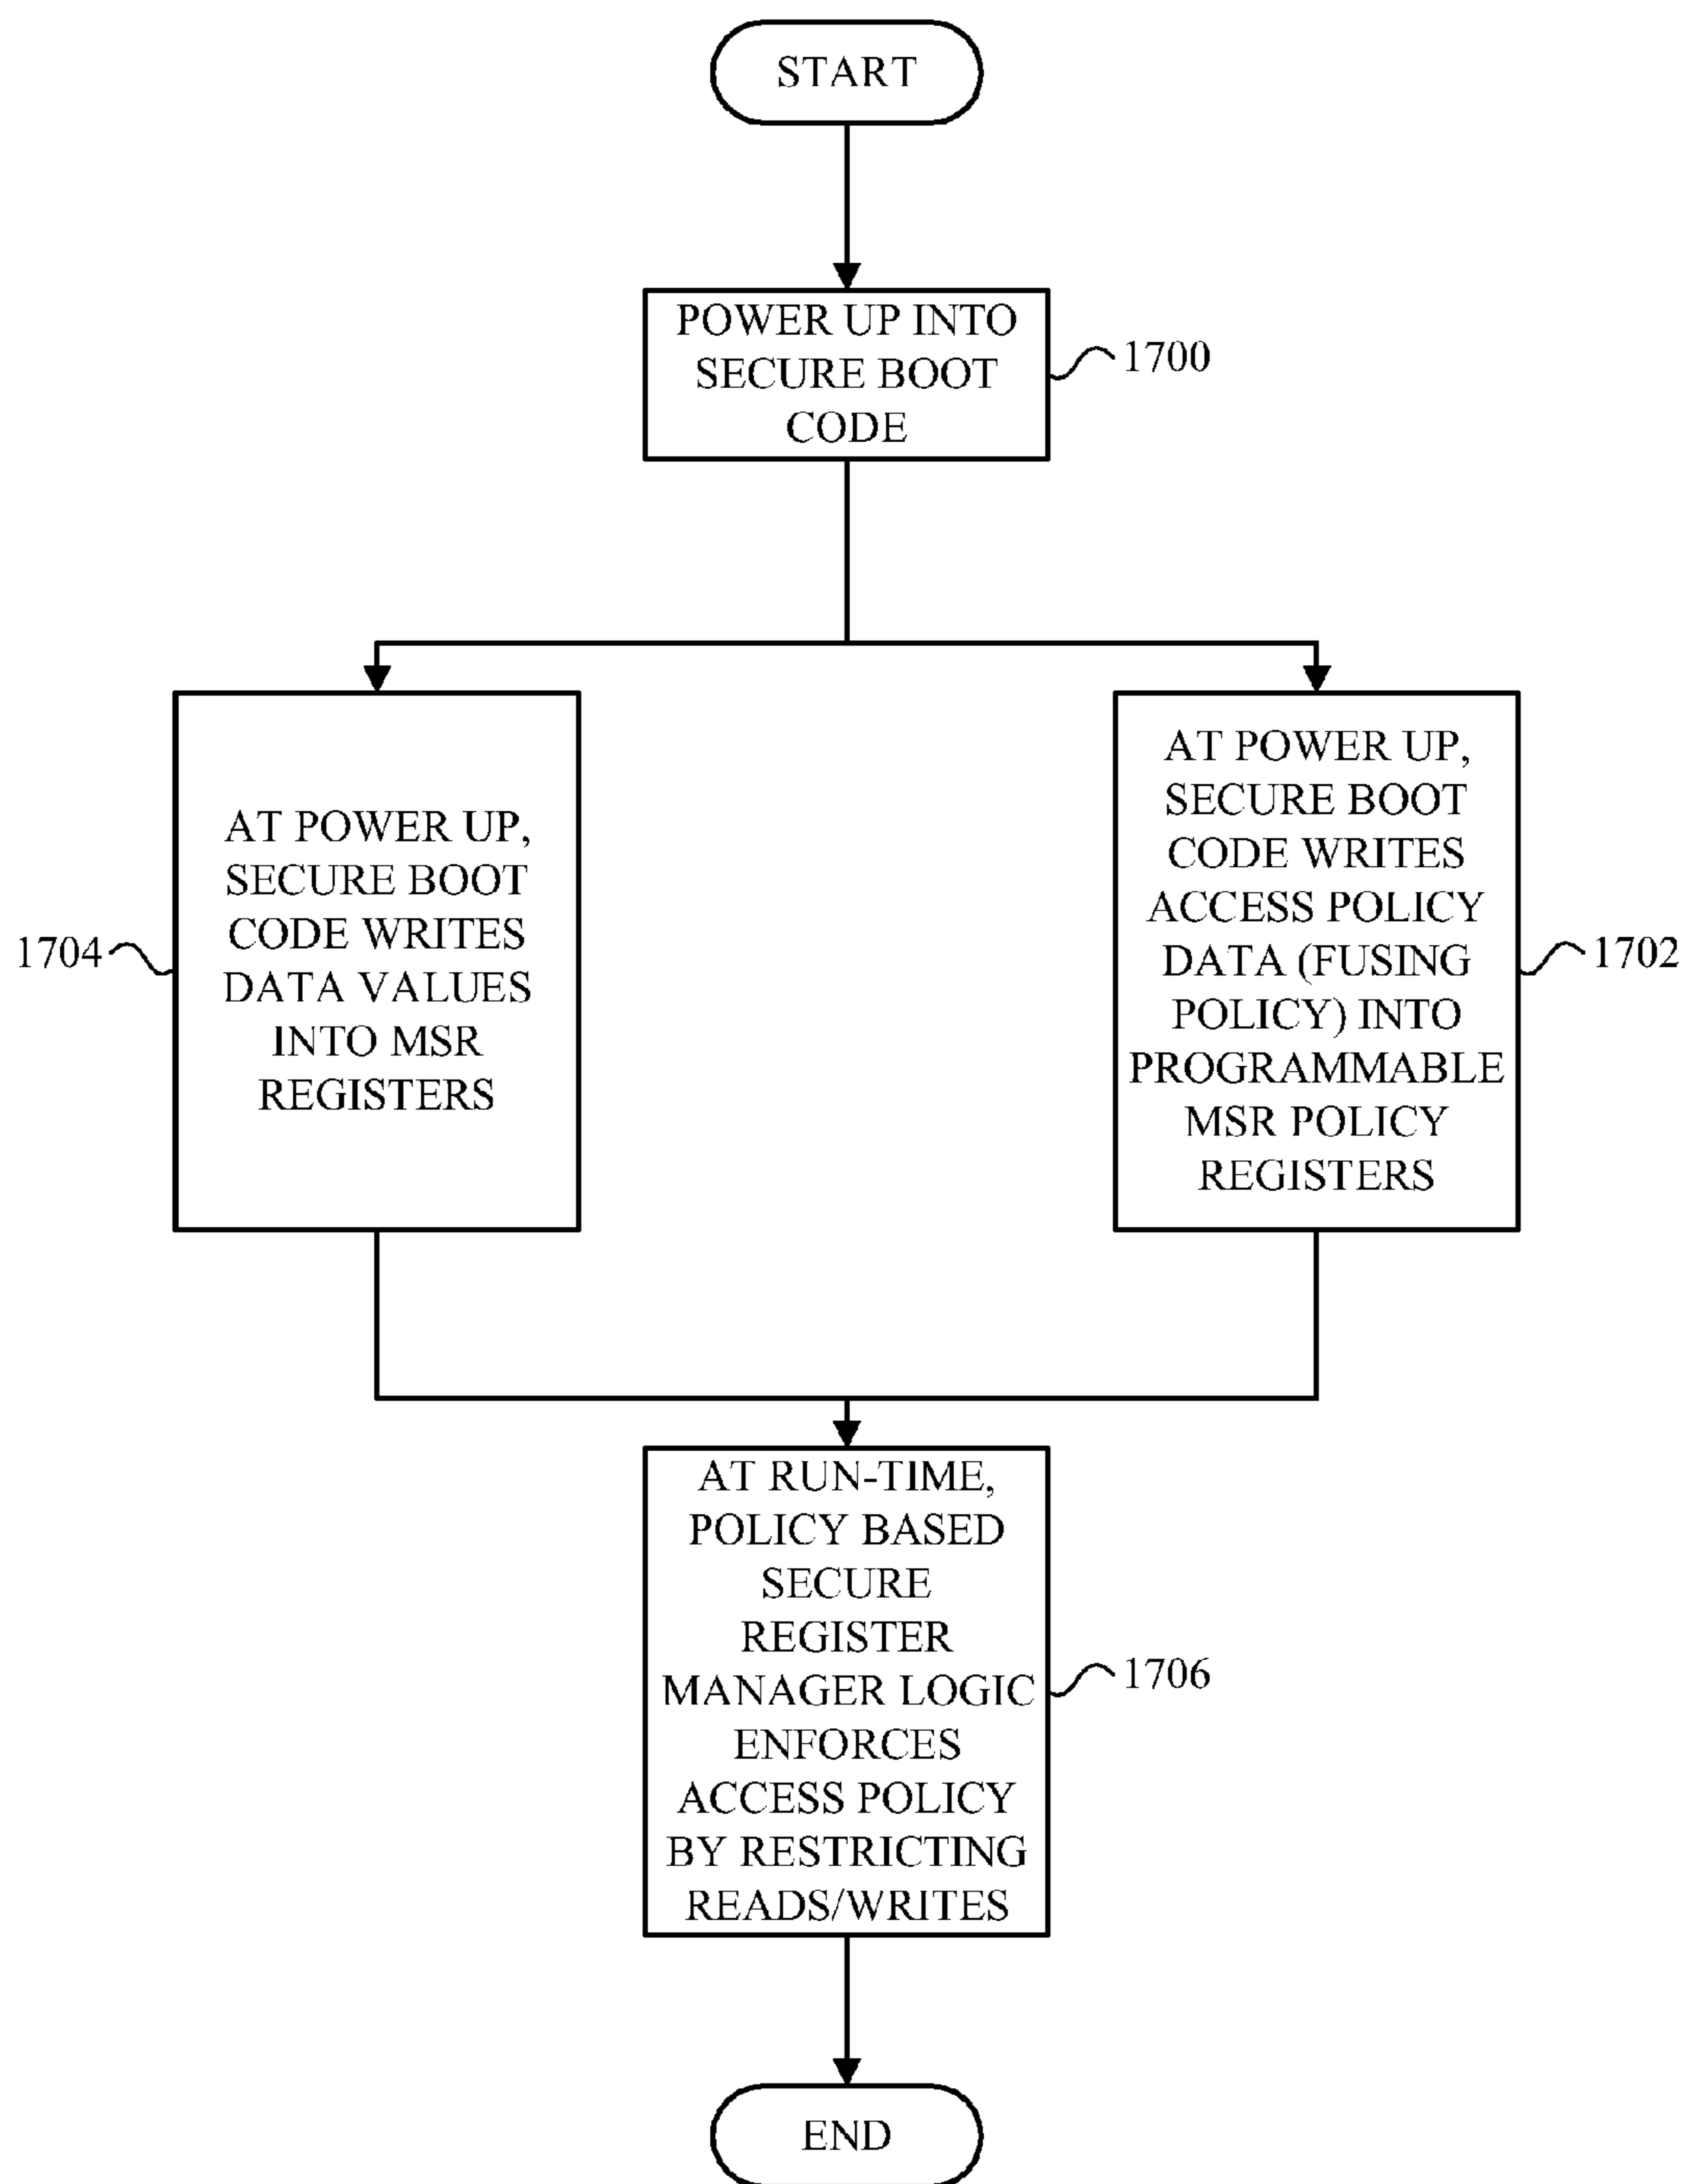 START
POWER UP INTO
SECURE BOOT
CODE
1700
AT POWER UP,
SECURE BOOT
CODE WRITES
DATA VALUES
INTO MSR
REGISTERS
1704
AT POWER UP,
SECURE BOOT
CODE WRITES
ACCESS POLICY
DATA (FUSING
POLICY) INTO
PROGRAMMABLE
MSR POLICY
REGISTERS
1702
AT RUN-TIME,
POLICY BASED
SECURE
REGISTER
MANAGER LOGIC
ENFORCES
ACCESS POLICY
BY RESTRICTING
READS/WRITES
1706
END